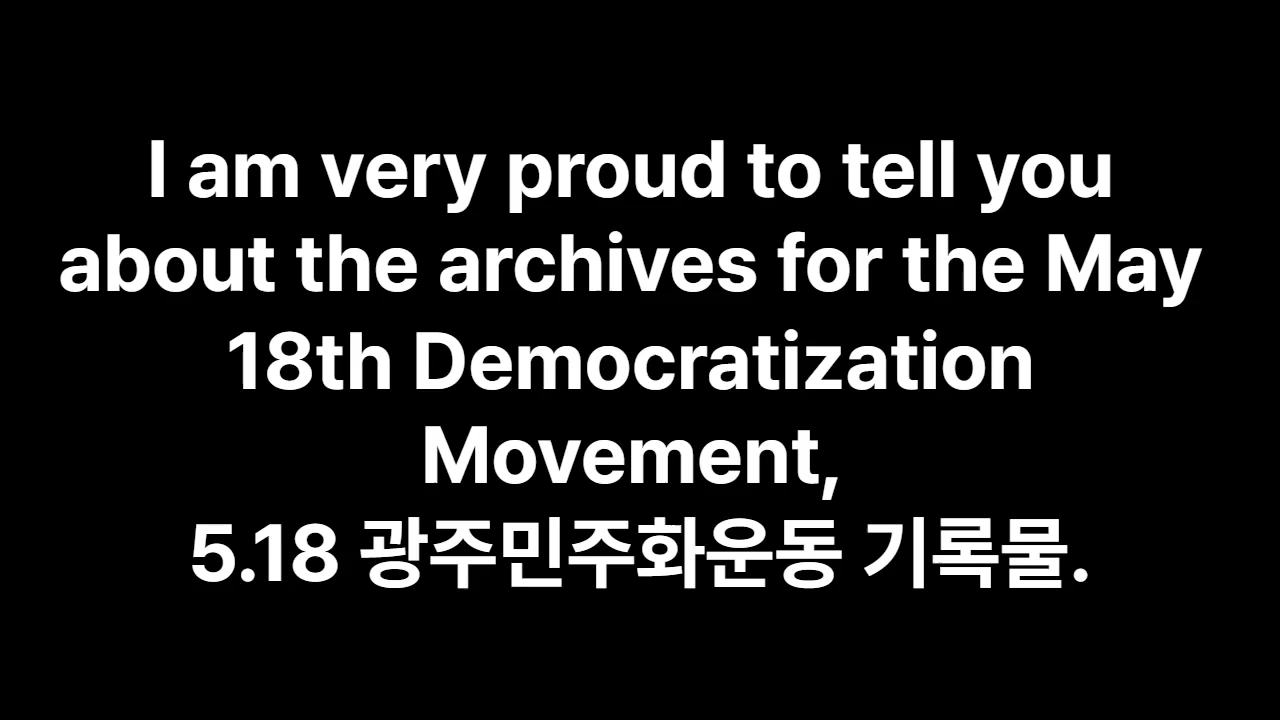 I am very proud to tell you
about the archives for the May
18th Democratization
Movement,
5.18 광주민주화운동 기록물.